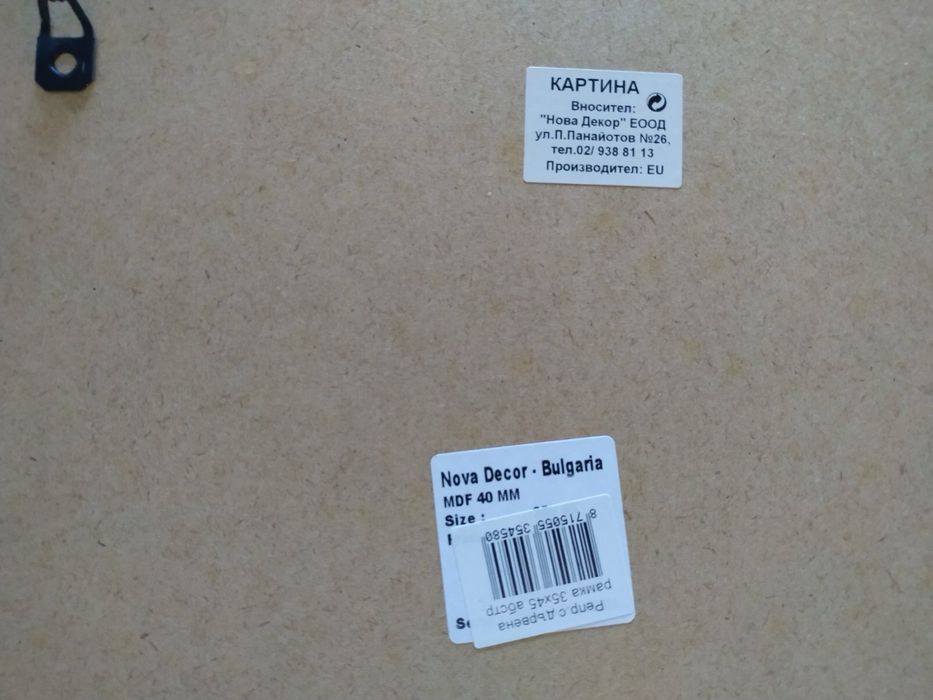 КАРТИНА
Вносител:
"Нова Декор" ЕООД
ул.П.Панайотов №26,
тел.02/ 938 81 13
Производител: EU
Nova Decor - Bulgaria
MDF 40 MM
Size :
Репр с дървена
рамка 35x45 абстр
8 715055 354580